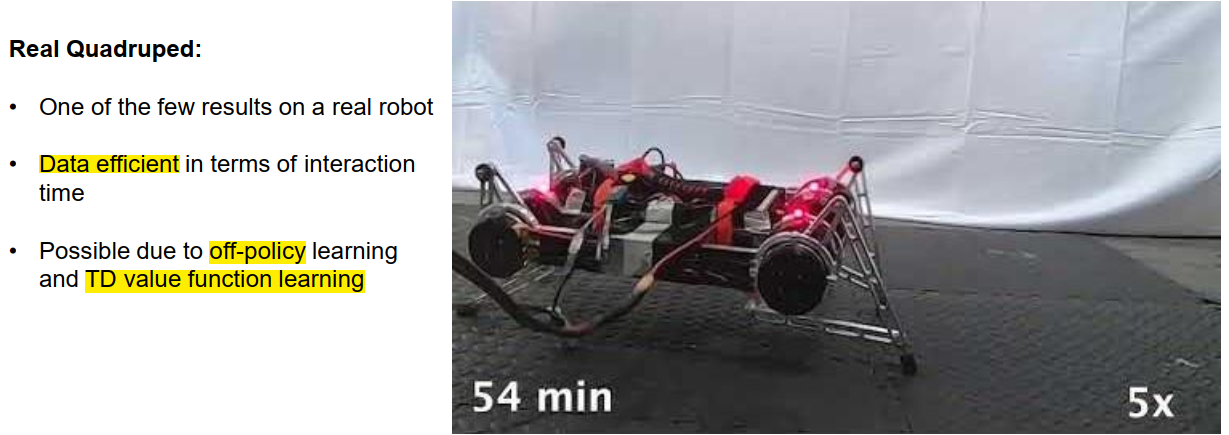 Real Quadruped:
• One of the few results on a real robot
• Data efficient in terms of interaction
time
• Possible due to off-policy learning
and TD value function learning
54 min
5x